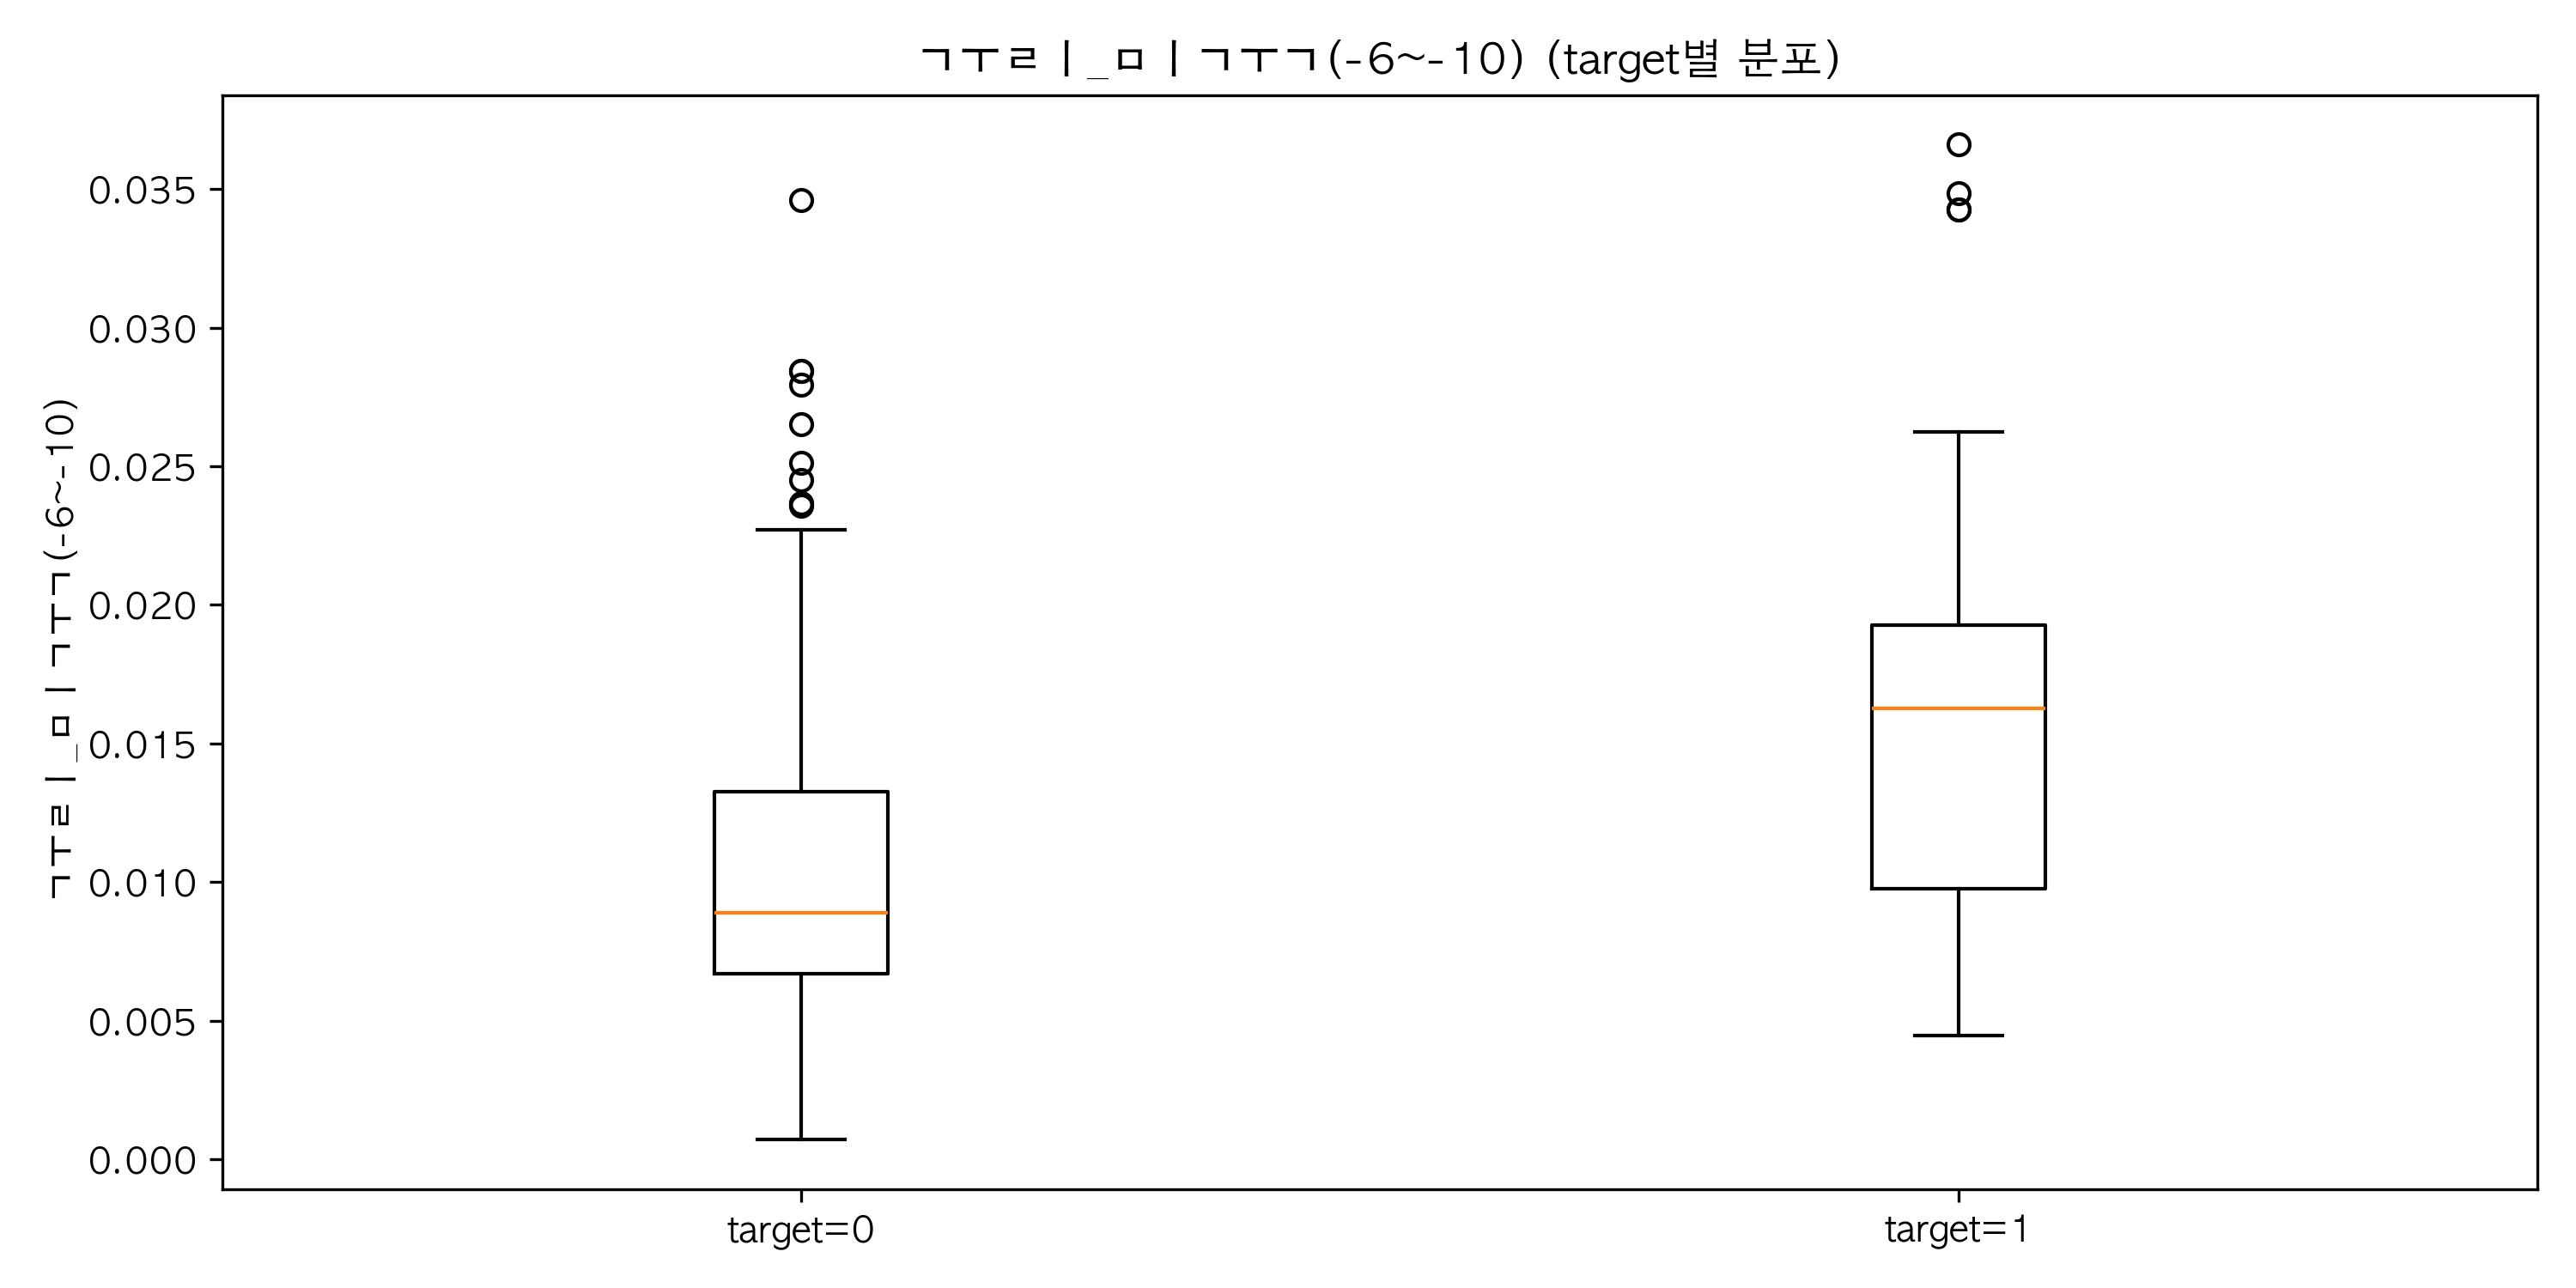 ㄱㅜㄹㅣ_ㅁㅣㄱㅜㄱ(-6~-10) (target별 분포)
ㄱㅜㄹㅣ_ㅁㅣㄱㅜㄱ(-6~-10)
0.035
0.030
0.025
0.020
0.015
0.010
0.005
0.000
target=0
target=1